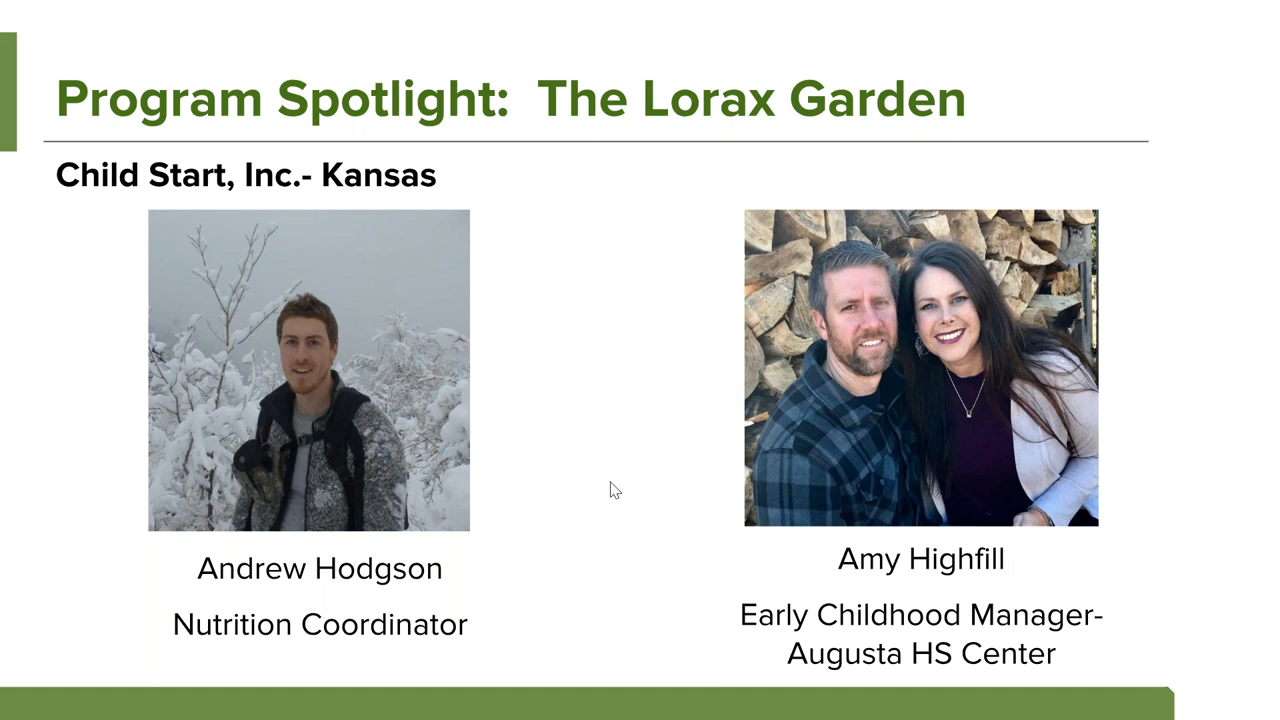 Program Spotlight:  The Lorax Garden
Child Start, Inc.- Kansas
Andrew Hodgson
Nutrition Coordinator
Amy Highfill
Early Childhood Manager-
Augusta HS Center